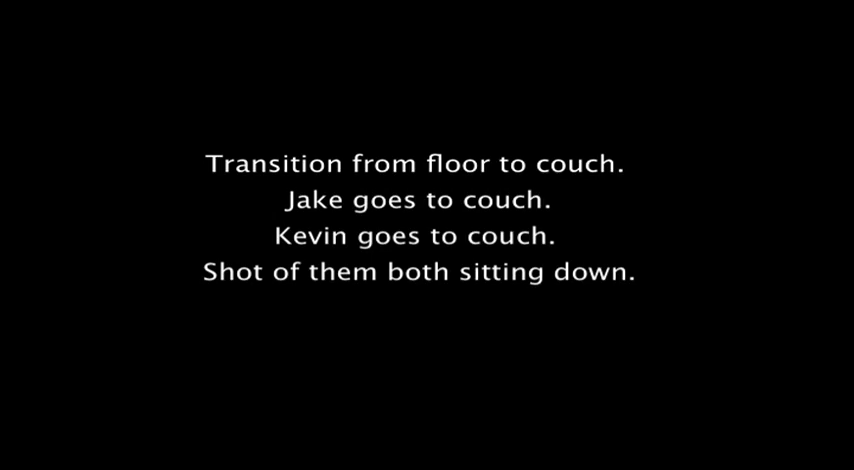 Transition from floor to couch.
Jake goes to couch.
Kevin goes to couch.
Shot of them both sitting down.